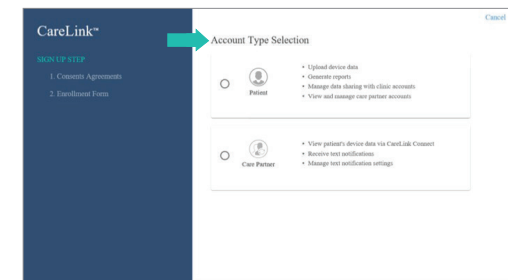 Cancel
CareLink™
Account Type Selection
SIGN UP STEP
1. Consents Agreements
2. Enrollment Form
• Upload device data
• Generate reports
• Manage data sharing with clinic accounts
• View and manage care partner accounts
Patient
• View patient's device data via CareLink Connect
• Receive text notifications
• Manage text notification settings
Care Partner